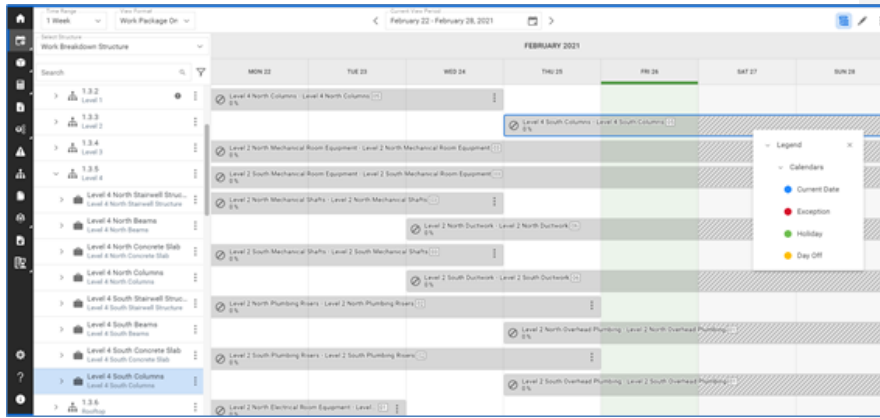 Time Range
1 Week
View Format
Work Package On
Current View Period
February 22 - February 28, 2021
Select Structure
Work Breakdown Structure
Search
FEBRUARY 2021
MON 22
TUE 23
WED 24
THU 25
FRI 26
SAT 27
SUN 28
1.3.2
Level 1
1.3.3
Level 2
1.3.4
Level 3
1.3.5
Level 4
Level 4 North Stairwell Struc...
Level 4 North Stairwell Structure
Level 4 North Beams
Level 4 North Beams
Level 4 North Concrete Slab
Level 4 North Concrete Slab
Level 4 North Columns
Level 4 North Columns
Level 4 South Stairwell Struc...
Level 4 South Stairwell Structure
Level 4 South Beams
Level 4 South Beams
Level 4 South Concrete Slab
Level 4 South Concrete Slab
Level 4 South Columns
Level 4 South Columns
1.3.6
Rooftop
Level 4 North Columns - Level 4 North Columns
0 %
Level 4 South Columns - Level 4 South Columns
0 %
Level 2 North Mechanical Room Equipment - Level 2 North Mechanical Room Equipment
0 %
Level 2 South Mechanical Room Equipment - Level 2 South Mechanical Room Equipment
0 %
Level 2 North Mechanical Shafts - Level 2 North Mechanical Shafts
0 %
Level 2 North Ductwork - Level 2 North Ductwork
0 %
Level 2 South Mechanical Shafts - Level 2 South Mechanical Shafts
0 %
Level 2 South Ductwork - Level 2 South Ductwork
0 %
Level 2 North Plumbing Risers - Level 2 North Plumbing Risers
0 %
Level 2 North Overhead Plumbing - Level 2 North Overhead Plumbing
0 %
Level 2 South Plumbing Risers - Level 2 South Plumbing Risers
0 %
Level 2 South Overhead Plumbing - Level 2 South Overhead Plumbing
0 %
Level 2 North Electrical Room Equipment - Level...
Legend
Calendars
Current Date
Exception
Holiday
Day Off